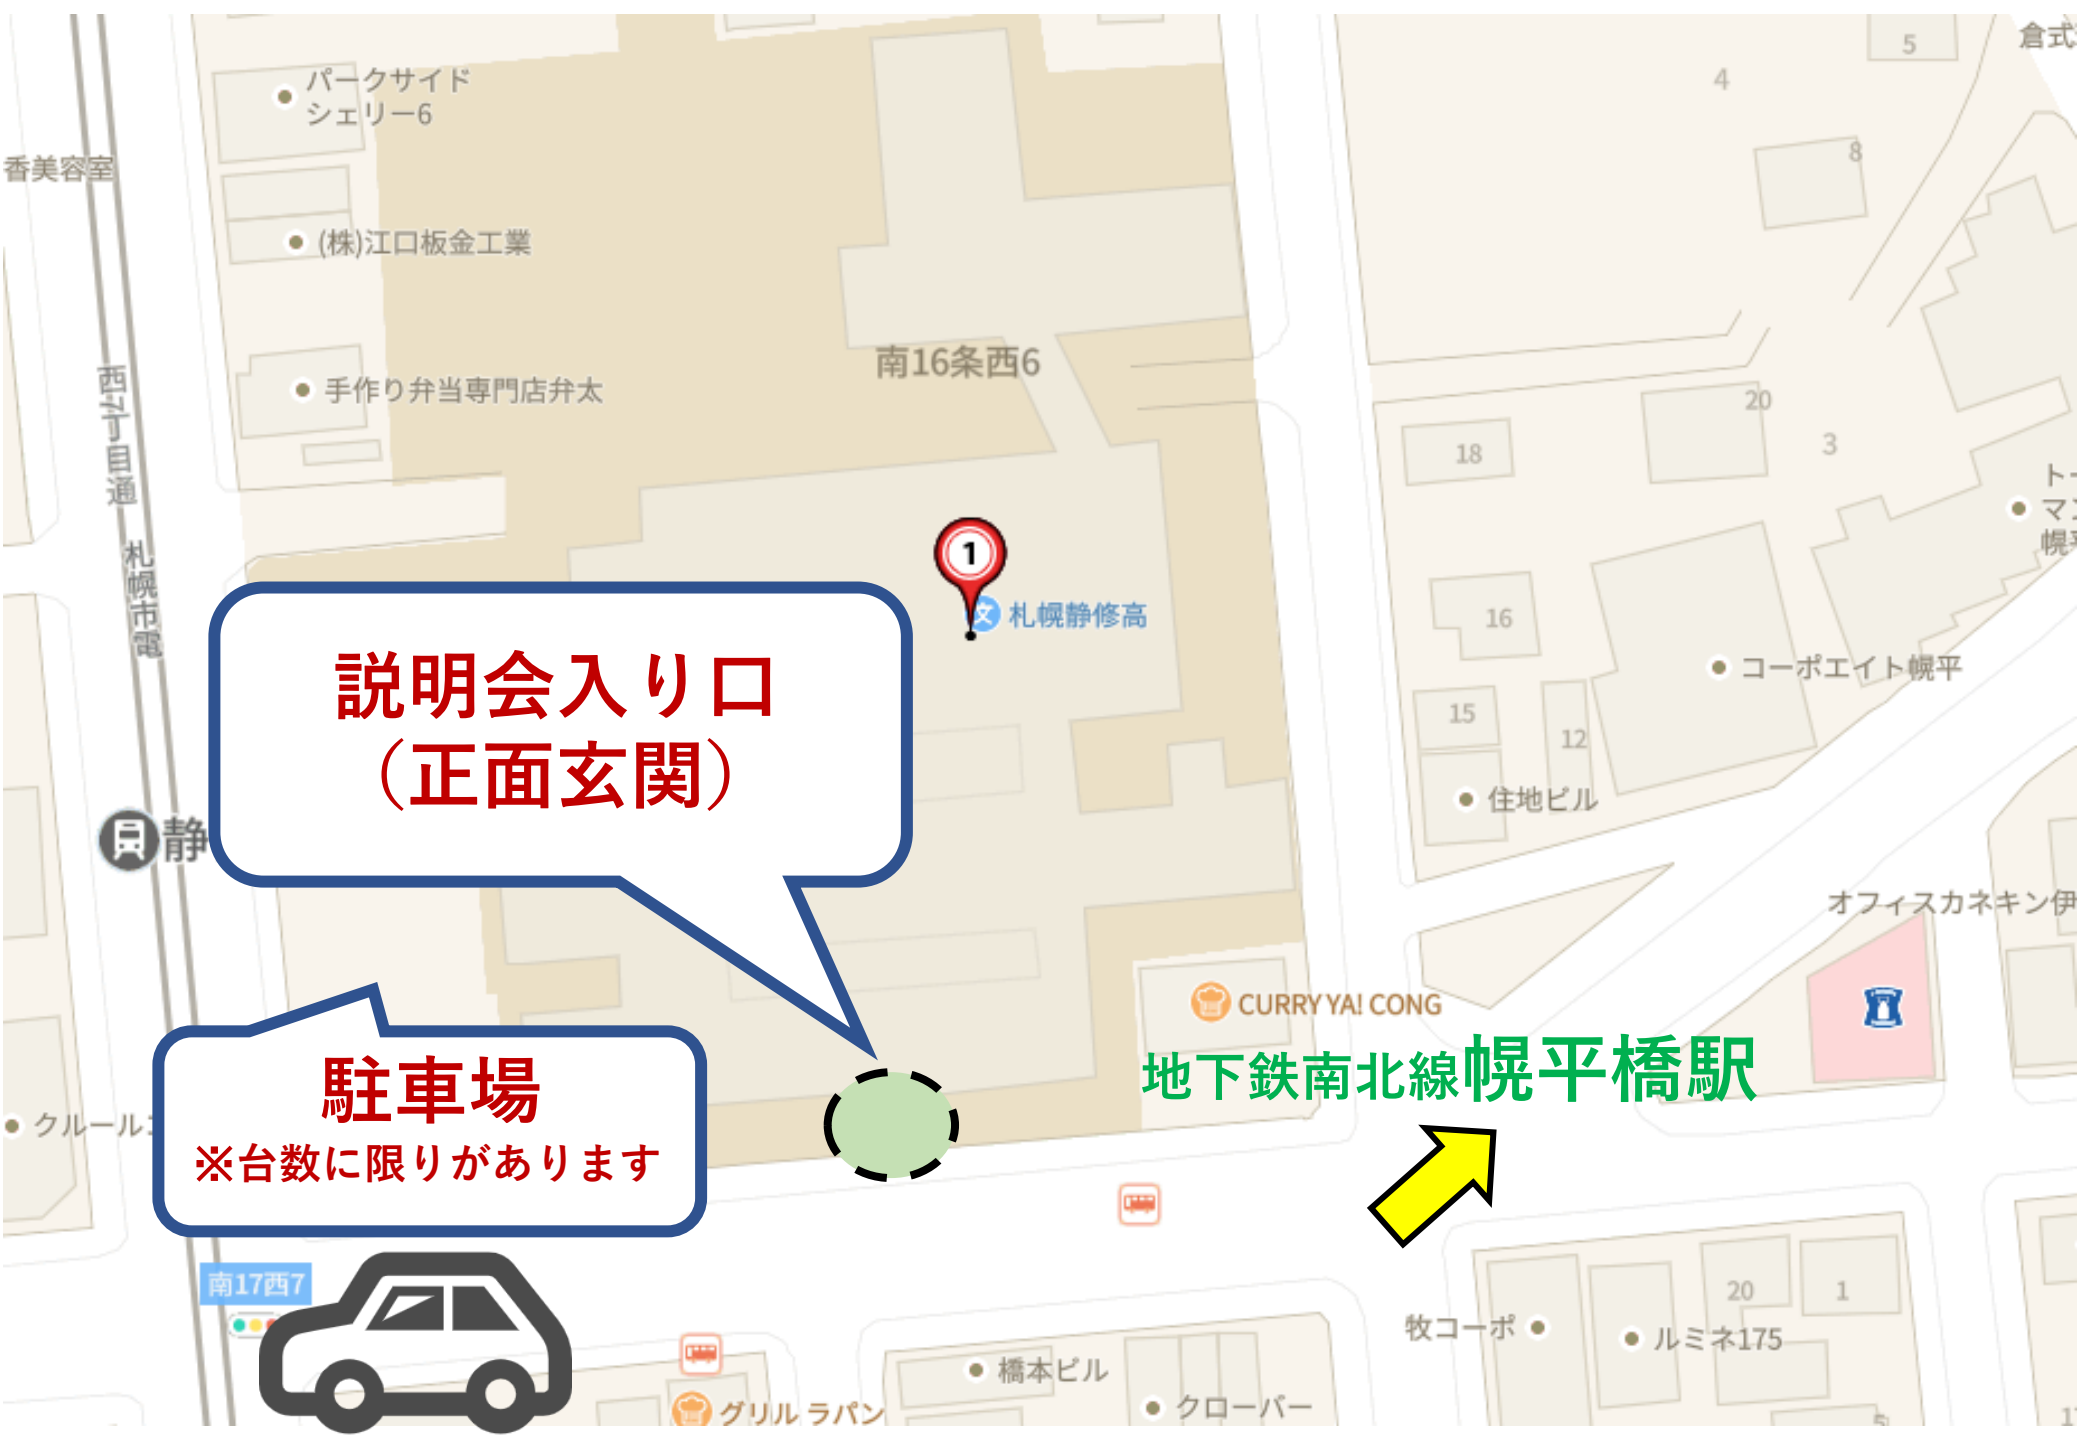 5
倉式
4
パークサイド
シェリー6
8
香美容室
(株)江口板金工業
南16条西6
手作り弁当専門店弁太
西7丁目通
札幌市電
20
18
3
ト
マン
幌
1
札幌静修高
16
コーポエイト幌平
15
12
住地ビル
説明会入り口
（正面玄関）
静
オフィスカネキン伊
CURRY YA! CONG
地下鉄南北線幌平橋駅
駐車場
※台数に限りがあります
クルール
南17西7
20
1
牧コーポ
ルミネ175
橋本ビル
クローバー
グリル ラパン
5